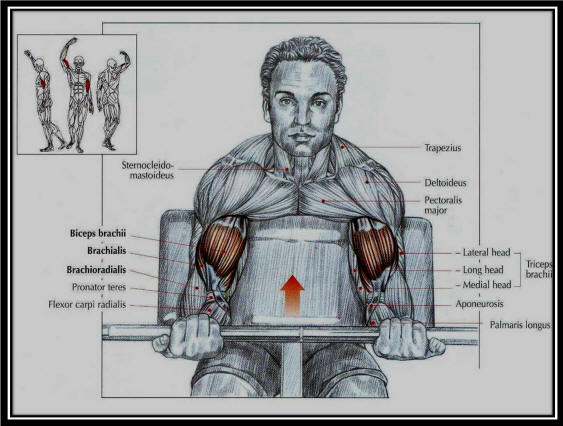 Sternocleido-
mastoideus
Biceps brachii
Brachialis
Brachioradialis
Pronator teres
Flexor carpi radialis
Trapezius
Deltoideus
Pectoralis
major
Lateral head
Long head
Medial head
Triceps
brachii
Aponeurosis
Palmaris longus